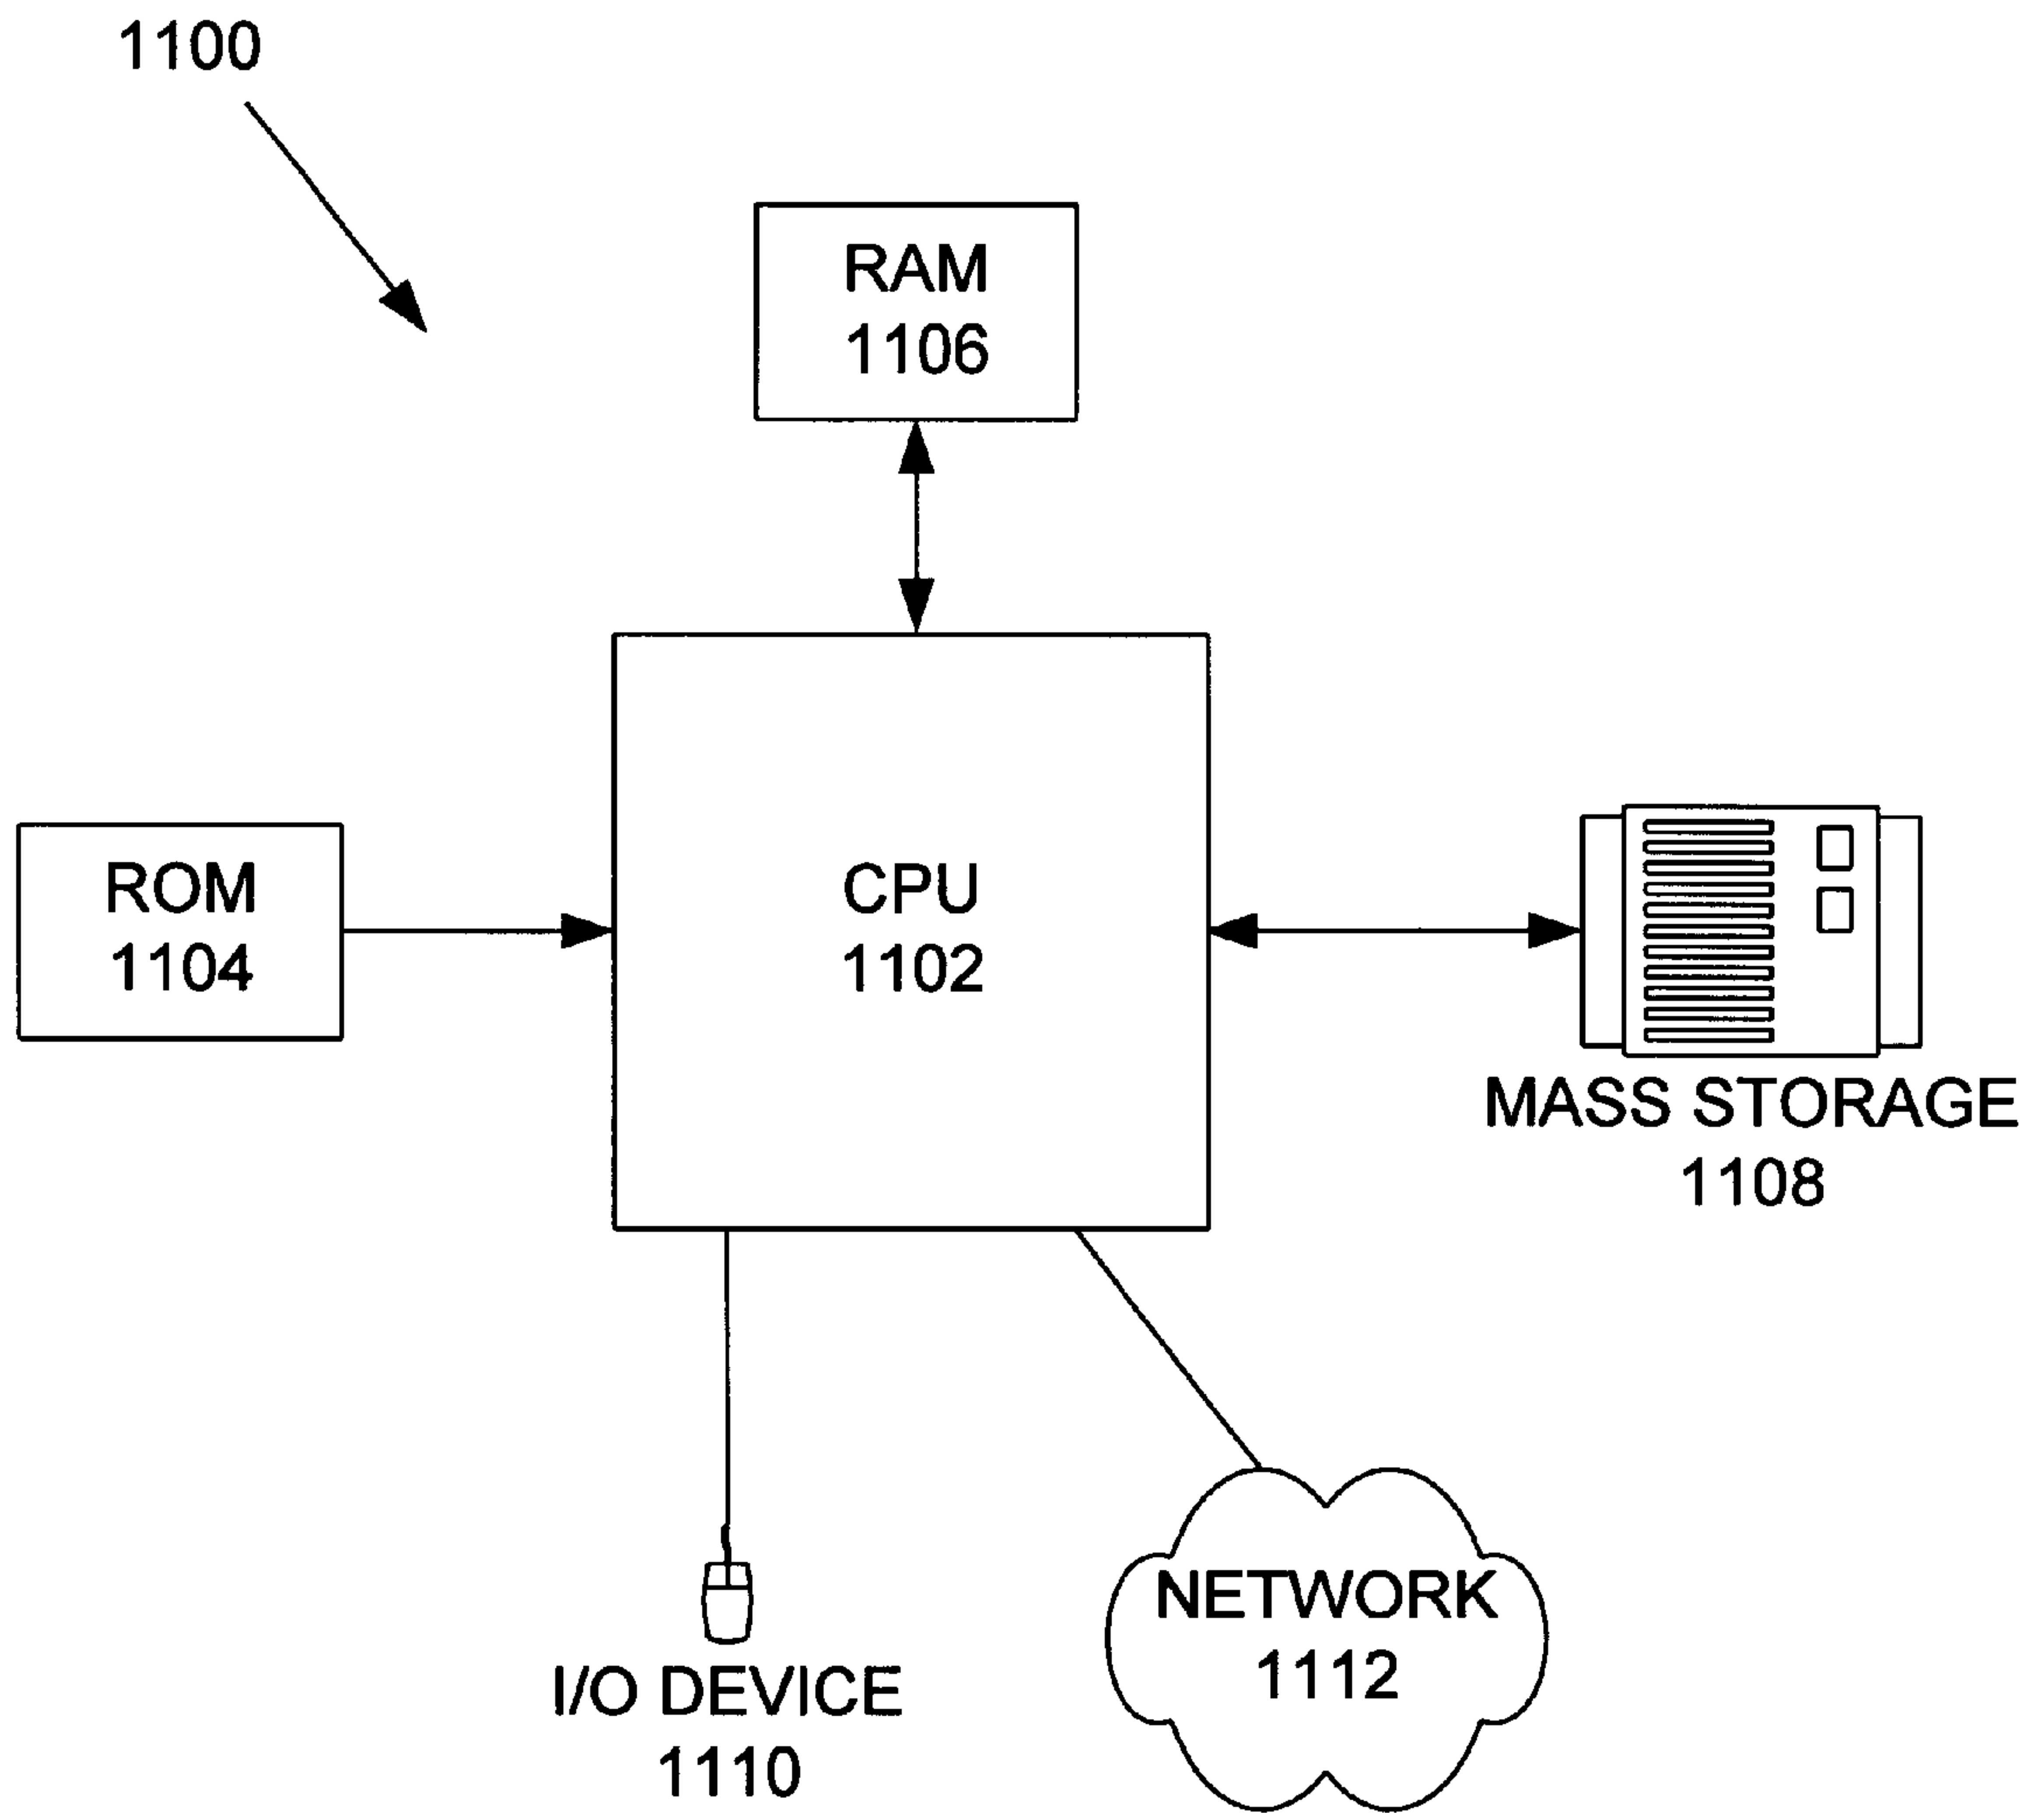 1100
RAM
1106
ROM
1104
CPU
1102
MASS STORAGE
1108
I/O DEVICE
1110
NETWORK
1112